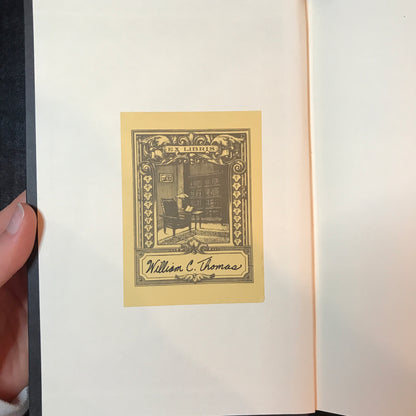 EX LIBRIS
William C. Thomas